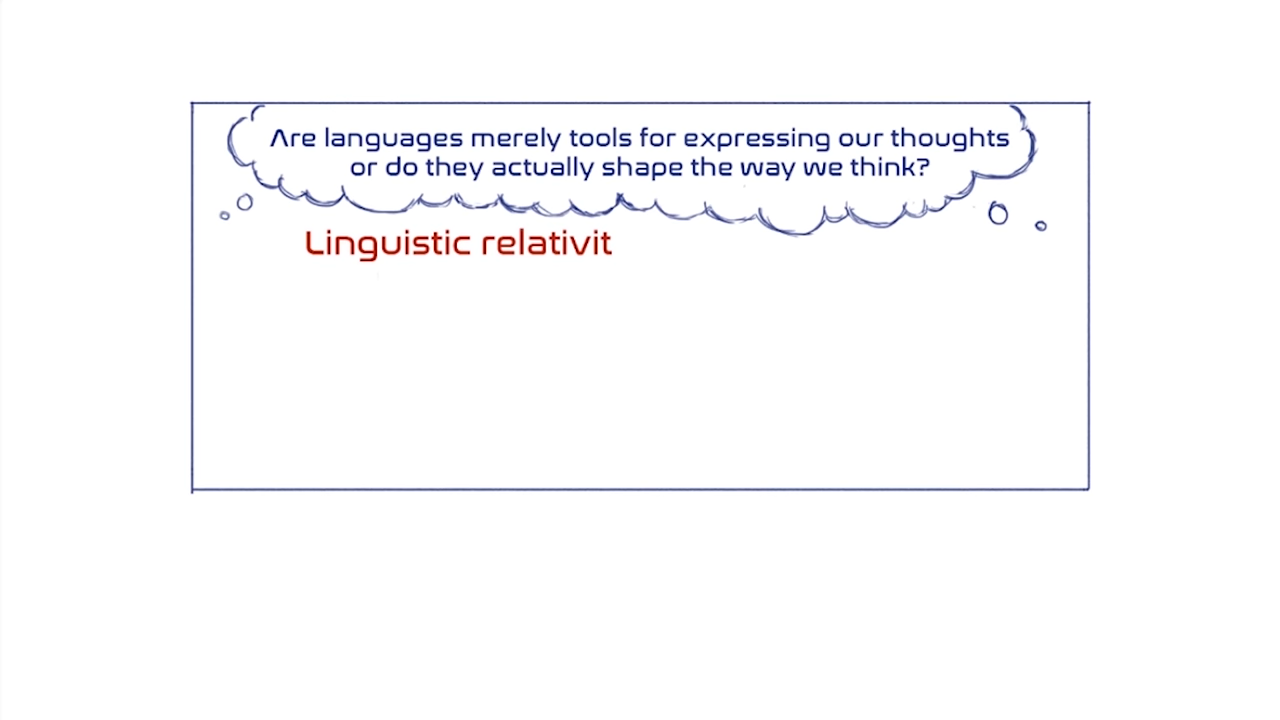 Are languages merely tools for expressing our thoughts
or do they actually shape the way we think?
Linguistic relativit